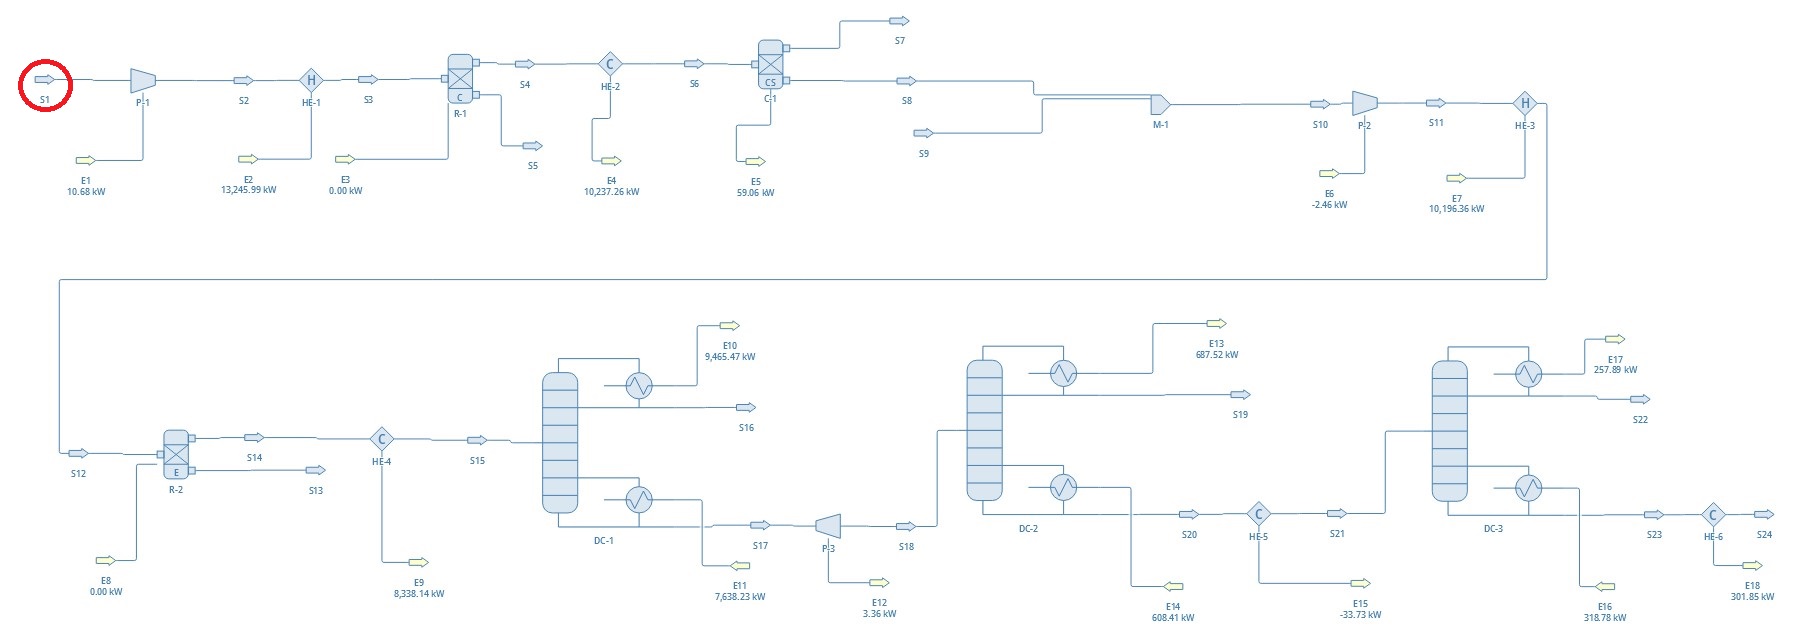 S7
S1
P-1
S2
H
HE-1
S3
C
R-1
S4
S5
C
HE-2
S6
CS
C-1
S8
S9
M-1
S10
P-2
S11
H
HE-3
E1
10.68 kW
E2
13,245.99 kW
E3
0.00 kW
E4
10,237.26 kW
E5
59.06 kW
E6
-2.46 kW
E7
10,196.36 kW
E10
9,465.47 kW
E13
687.52 kW
E17
257.89 kW
S12
E
R-2
S14
S13
C
HE-4
S15
S16
DC-1
S17
P-3
S18
S19
DC-2
S20
C
HE-5
S21
S22
DC-3
S23
C
HE-6
S24
E8
0.00 kW
E9
8,338.14 kW
E11
7,638.23 kW
E12
3.36 kW
E14
608.41 kW
E15
-33.73 kW
E16
318.78 kW
E18
301.85 kW